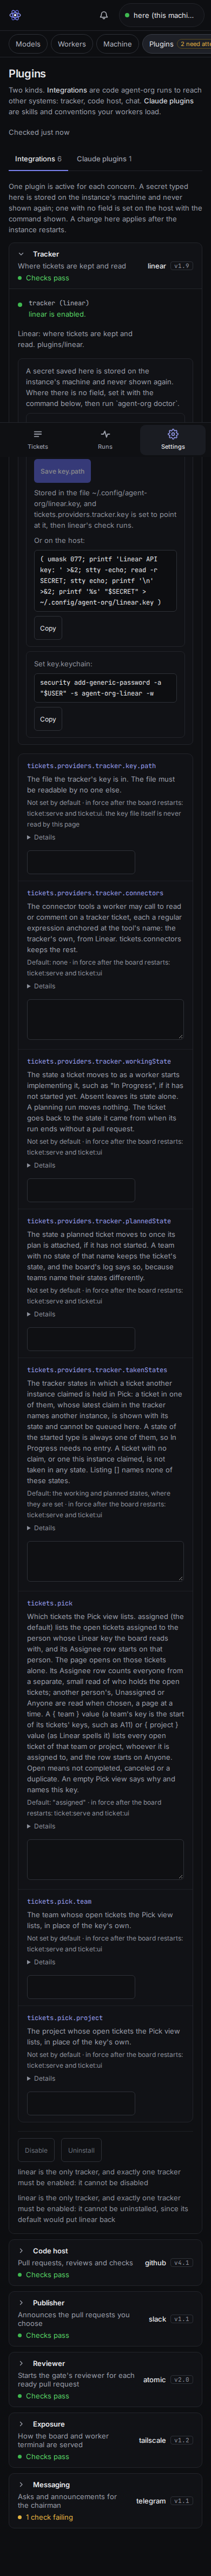 here (this machi...
Models
Workers
Machine
Plugins
2 need atte
Plugins
Two kinds. Integrations are code agent-org runs to reach
other systems: tracker, code host, chat. Claude plugins
are skills and conventions your workers load.
Checked just now
Integrations 6
Claude plugins 1
One plugin is active for each concern. A secret typed
here is stored on the instance's machine and never
shown again; one with no field is set on the host with the
command shown. A change here applies after the
instance restarts.
Tracker
Where tickets are kept and read
linear v1.9
Checks pass
tracker (linear)
linear is enabled.
Linear: where tickets are kept and
read. plugins/linear.
A secret saved here is stored on the
instance's machine and never shown again.
Where there is no field, set it with the
command below, then run `agent-org doctor`.
Tickets
Runs
Settings
Save key.path
Stored in the file ~/.config/agent-
org/linear.key, and
tickets.providers.tracker.key is set to point
at it, then linear's check runs.
Or on the host:
( umask 077; printf 'Linear API
key: ' >&2; stty -echo; read -r
SECRET; stty echo; printf '\n'
>&2; printf '%s' "$SECRET" >
~/.config/agent-org/linear.key )
Copy
Set key.keychain:
security add-generic-password -a
"$USER" -s agent-org-linear -w
Copy
tickets.providers.tracker.key.path
The file the tracker's key is in. The file must
be readable by no one else.
Not set by default · in force after the board restarts:
ticket:serve and ticket:ui. the key file itself is never
read by this page
Details
tickets.providers.tracker.connectors
The connector tools a worker may call to read
or comment on a tracker ticket, each a regular
expression anchored at the tool's name: the
tracker's own, from Linear. tickets.connectors
keeps the rest.
Default: none · in force after the board restarts:
ticket:serve and ticket:ui
Details
tickets.providers.tracker.workingState
The state a ticket moves to as a worker starts
implementing it, such as "In Progress", if it has
not started yet. Absent leaves its state alone.
A planning run moves nothing. The ticket
goes back to the state it came from when its
run ends without a pull request.
Not set by default · in force after the board restarts:
ticket:serve and ticket:ui
Details
tickets.providers.tracker.plannedState
The state a planned ticket moves to once its
plan is attached, if it has not started. A team
with no state of that name keeps the ticket's
state, and the board's log says so, because
teams name their states differently.
Not set by default · in force after the board restarts:
ticket:serve and ticket:ui
Details
tickets.providers.tracker.takenStates
The tracker states in which a ticket another
instance claimed is held in Pick: a ticket in one
of them, whose latest claim in the tracker
names another instance, is shown with its
state and cannot be queued here. A state of
the started type is always one of them, so In
Progress needs no entry. A ticket with no
claim, or one this instance claimed, is not
taken in any state. Listing [] names none of
these states.
Default: the working and planned states, where
they are set · in force after the board restarts:
ticket:serve and ticket:ui
Details
tickets.pick
Which tickets the Pick view lists. assigned (the
default) lists the open tickets assigned to the
person whose Linear key the board reads
with, and its Assignee row starts on that
person. The page opens on those tickets
alone. Its Assignee row counts everyone from
a separate, small read of who holds the open
tickets; another person's, Unassigned or
Anyone are read when chosen, a page at a
time. A { team } value (a team's key is the start
of its tickets' keys, such as A11) or { project }
value (as Linear spells it) lists every open
ticket of that team or project, whoever it is
assigned to, and the row starts on Anyone.
Open means not completed, canceled or a
duplicate. An empty Pick view says why and
names this key.
Default: "assigned" · in force after the board
restarts: ticket:serve and ticket:ui
Details
tickets.pick.team
The team whose open tickets the Pick view
lists, in place of the key's own.
Not set by default · in force after the board restarts:
ticket:serve and ticket:ui
Details
tickets.pick.project
The project whose open tickets the Pick view
lists, in place of the key's own.
Not set by default · in force after the board restarts:
ticket:serve and ticket:ui
Details
Disable
Uninstall
linear is the only tracker, and exactly one tracker
must be enabled: it cannot be disabled
linear is the only tracker, and exactly one tracker
must be enabled: it cannot be uninstalled, since its
default would put linear back
Code host
Pull requests, reviews and checks
github v4.1
Checks pass
Publisher
Announces the pull requests you
choose
slack v1.1
Checks pass
Reviewer
Starts the gate's reviewer for each
ready pull request
atomic v2.0
Checks pass
Exposure
How the board and worker
terminal are served
tailscale v1.2
Checks pass
Messaging
Asks and announcements for
the chairman
telegram v1.1
1 check failing